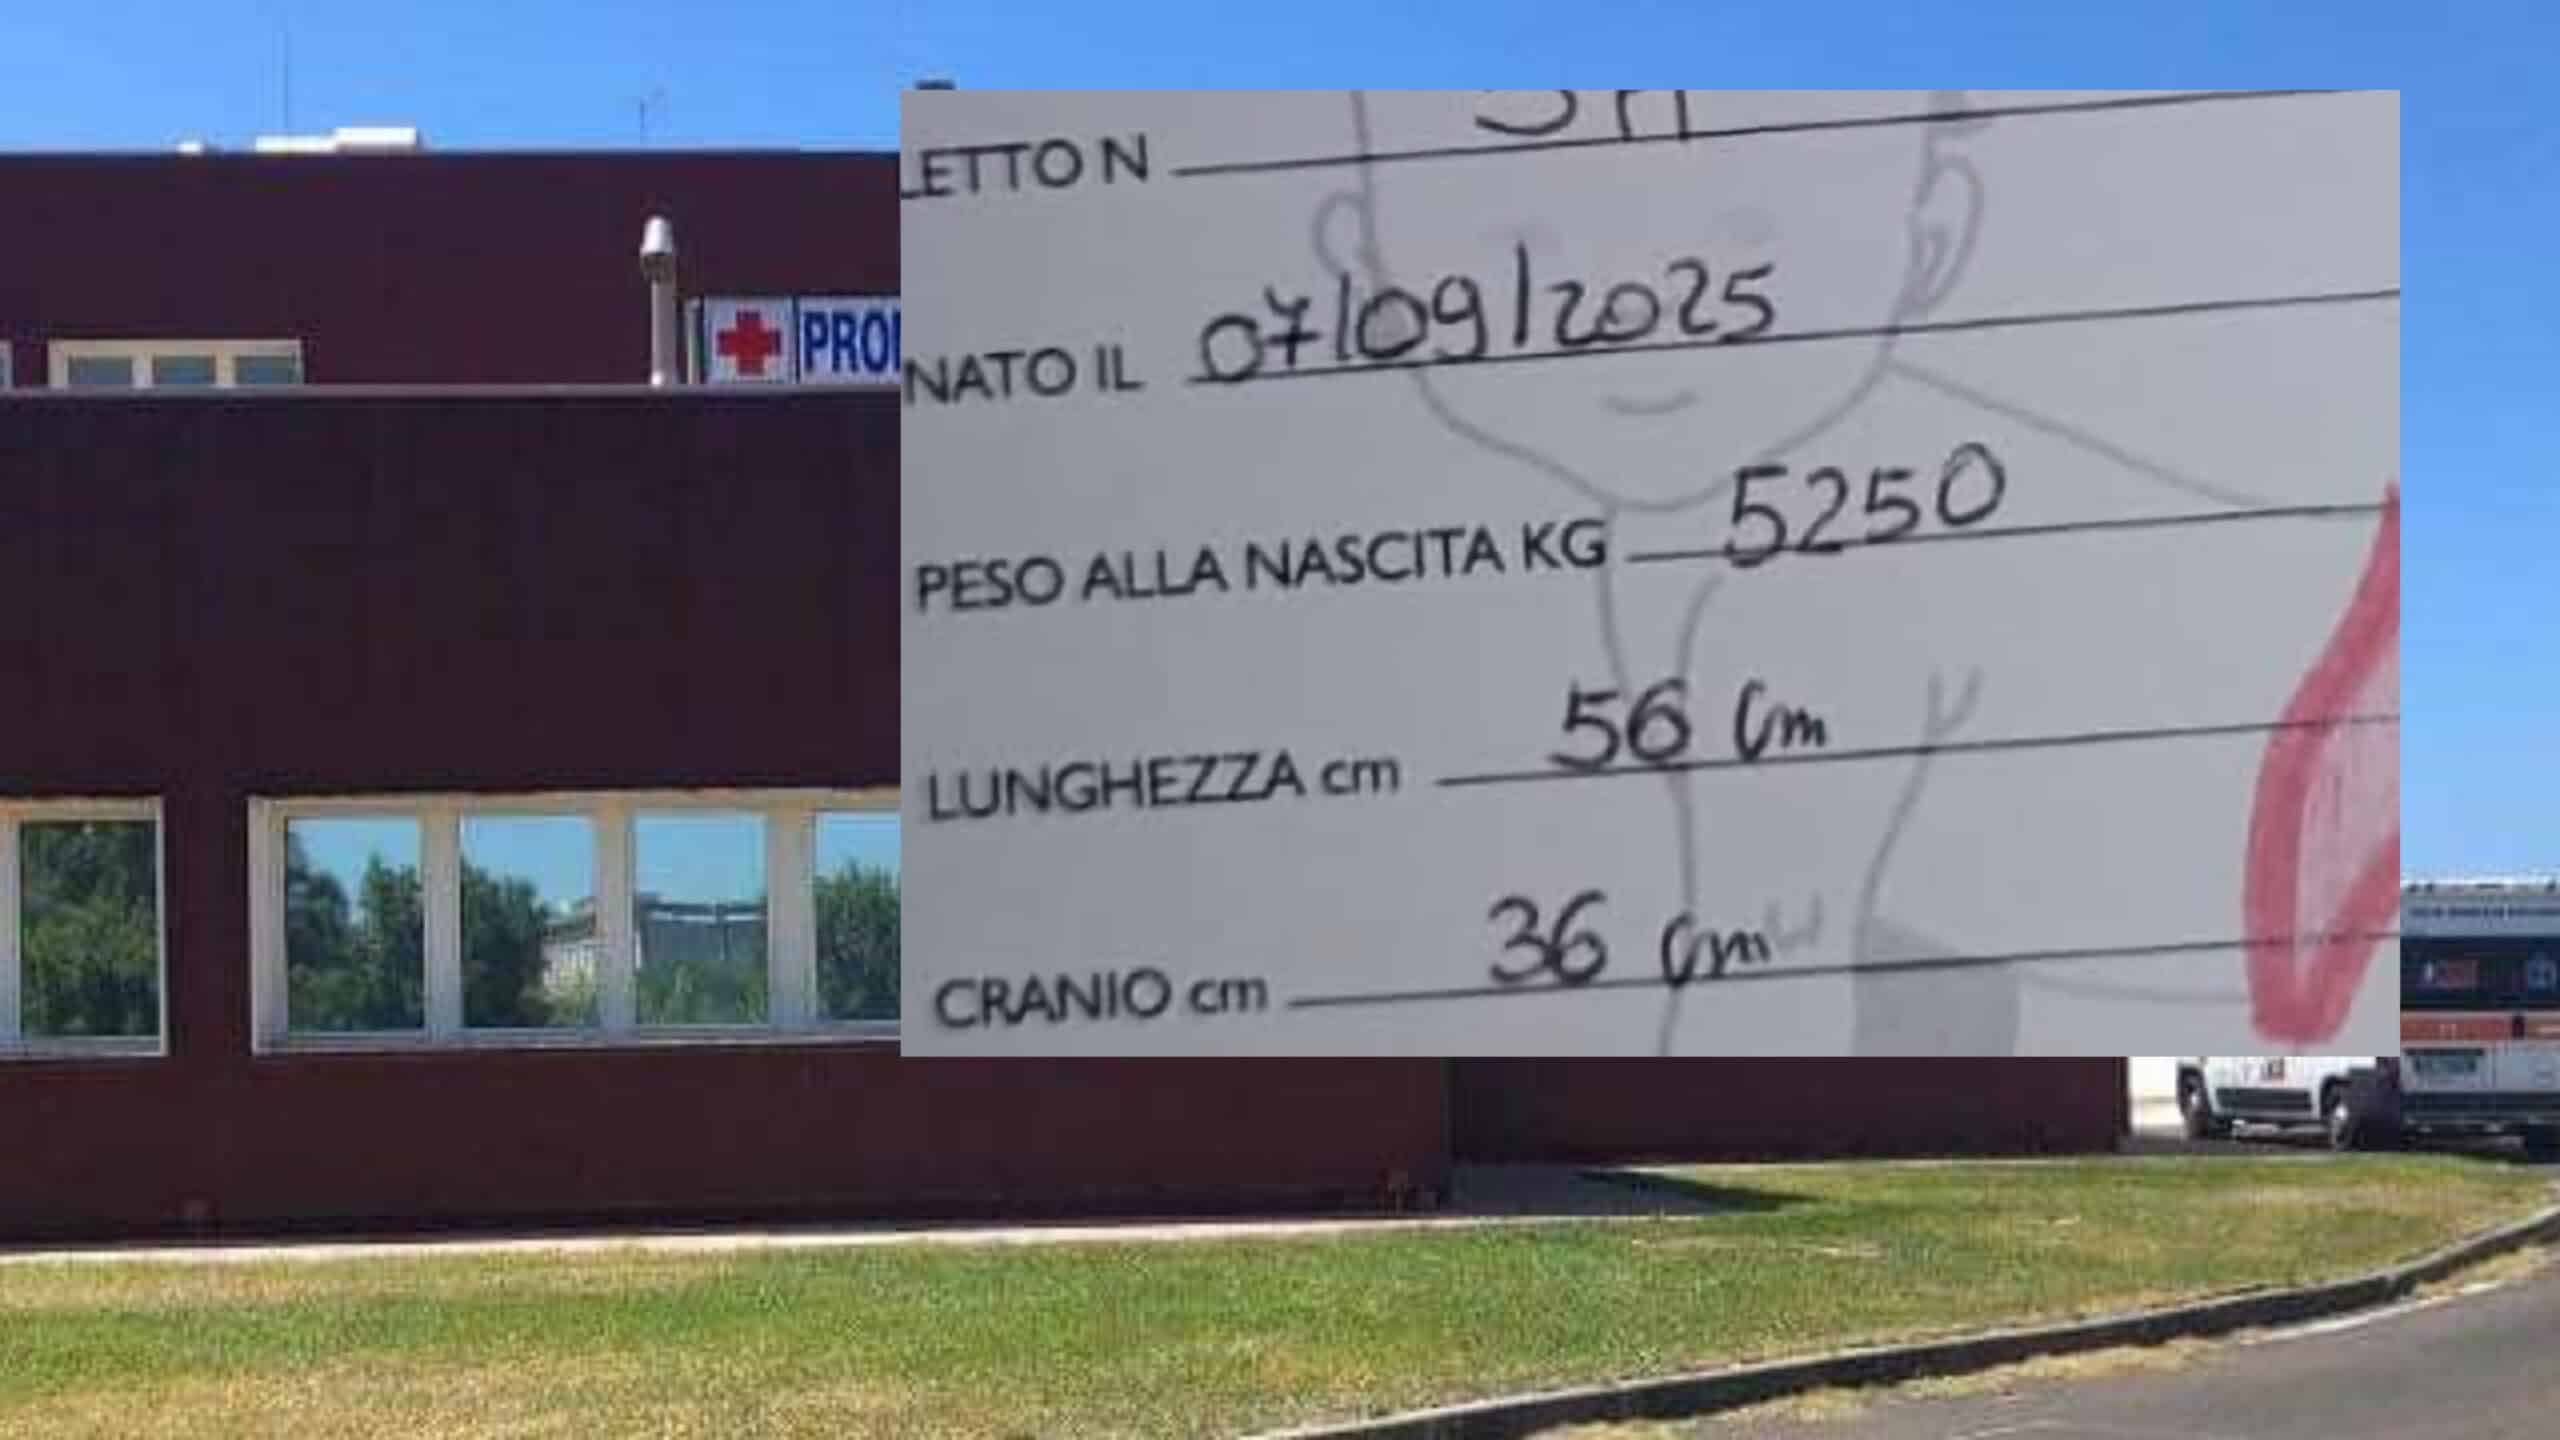 PRO
LETTO N
NATO IL 07/09/2025
PESO ALLA NASCITA KG 5250
LUNGHEZZA cm 56 cm
CRANIO cm 36 cm